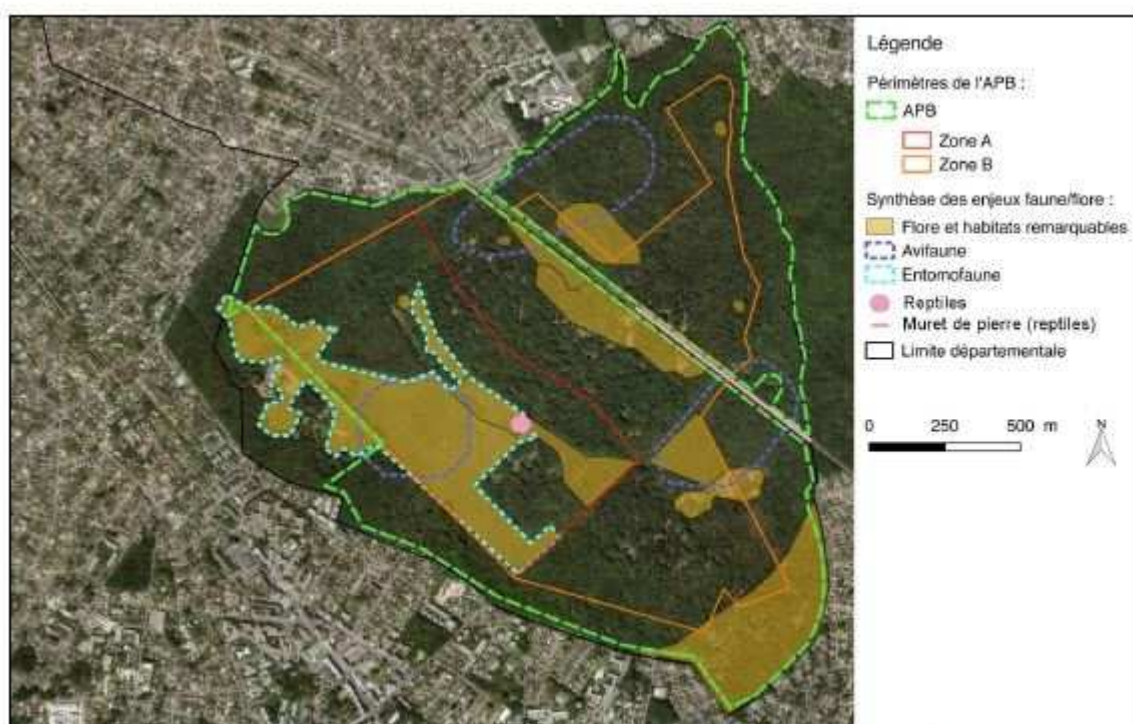 Légende
Périmètres de l'APB :
APB
Zone A
Zone B
Synthèse des enjeux faune/flore :
Flore et habitats remarquables
Avifaune
Entomofaune
Reptiles
Muret de pierre (reptiles)
Limite départementale
0 250 500 m
N